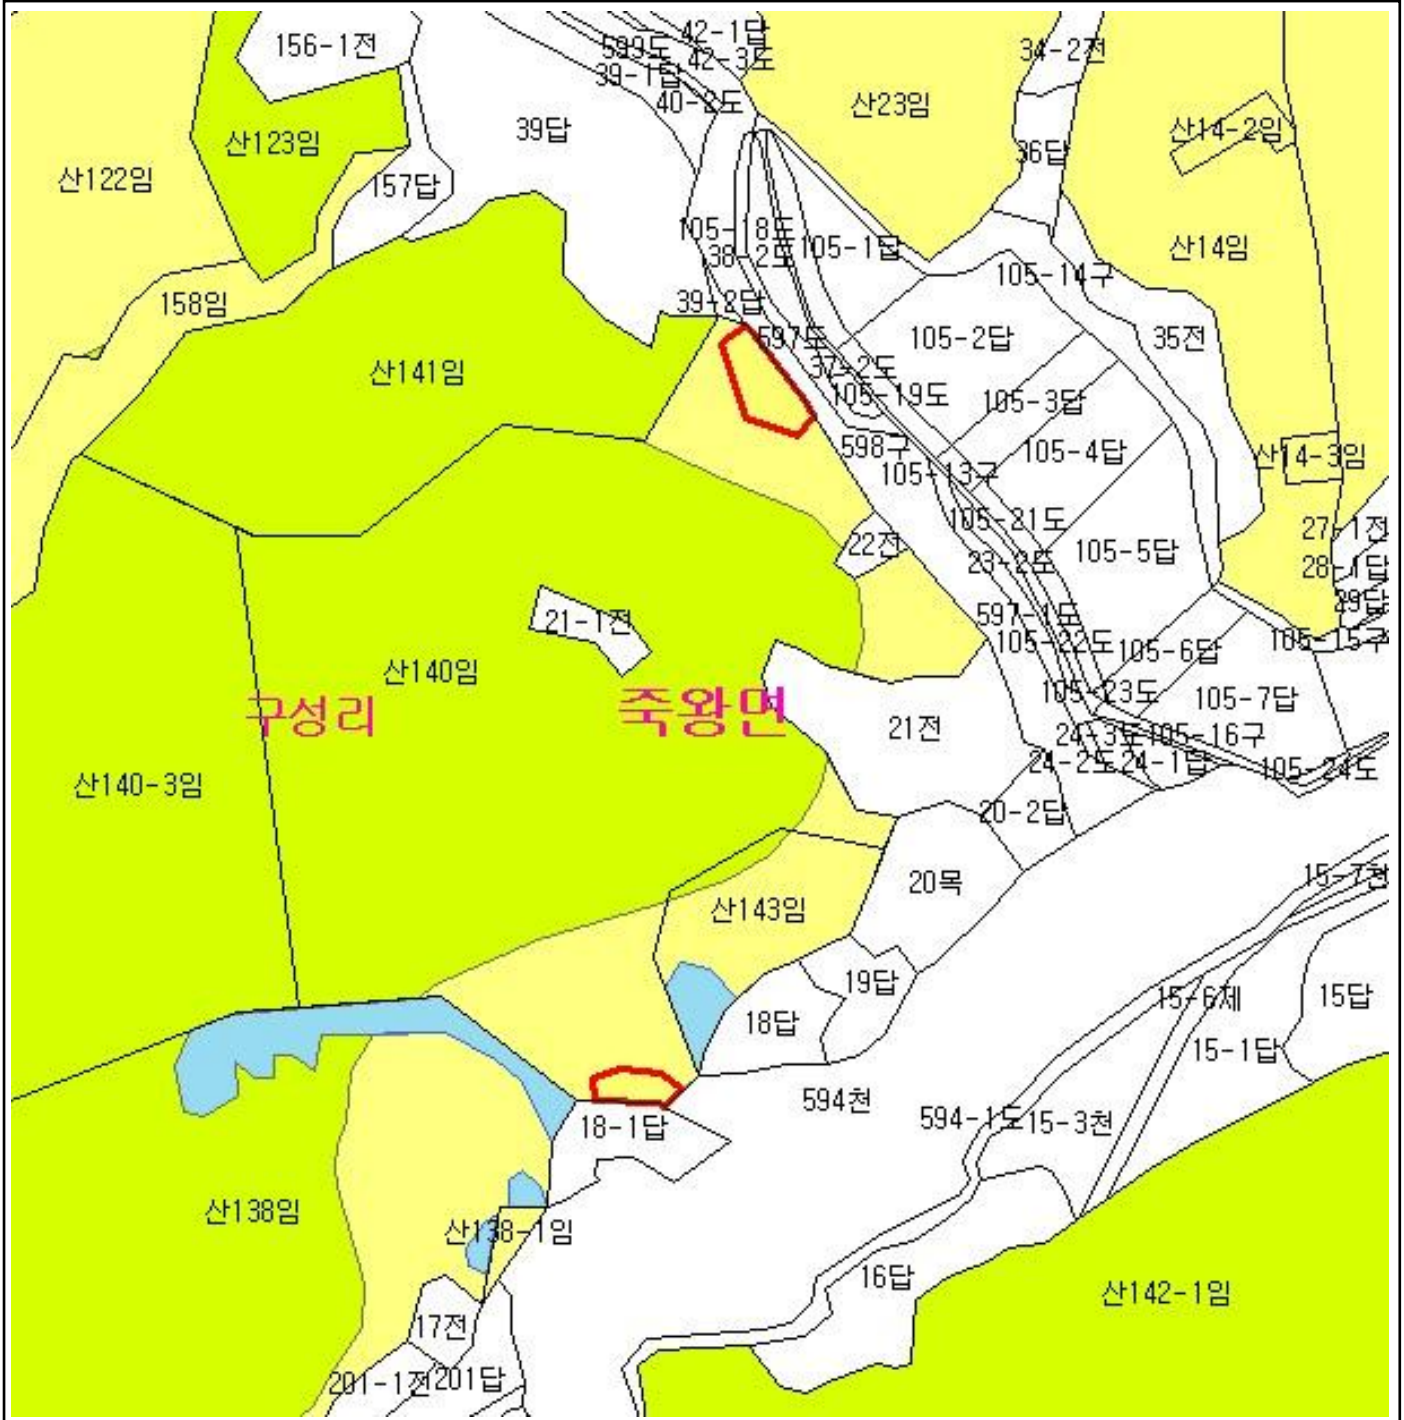 42-1답
156-1전
599도
34-2전
42-3도
39-1답
40-2도
산23임
39답
산14-2임
산123임
36답
산122임
157답
105-18도
105-1답
산14임
38-2도
105-14구
158임
39-2답
597도
105-2답
35전
37-2도
산141임
105-19도
105-3답
598구
105-4답
산14-3임
105-13구
105-21도
27-1전
22전
105-5답
23-2도
28-1답
29답
597-1도
21-1전
105-22도
105-15구
105-6답
산140임
105-23도
105-7답
구성리
죽왕면
21전
24-3도
105-16구
24-2도
24-1답
105-24도
산140-3임
20-2답
15-7천
20목
산143임
19답
15-6제
15답
18답
15-1답
594천
594-1도
15-3천
18-1답
산138임
산138-1임
16답
산142-1임
17전
201-1전
201답